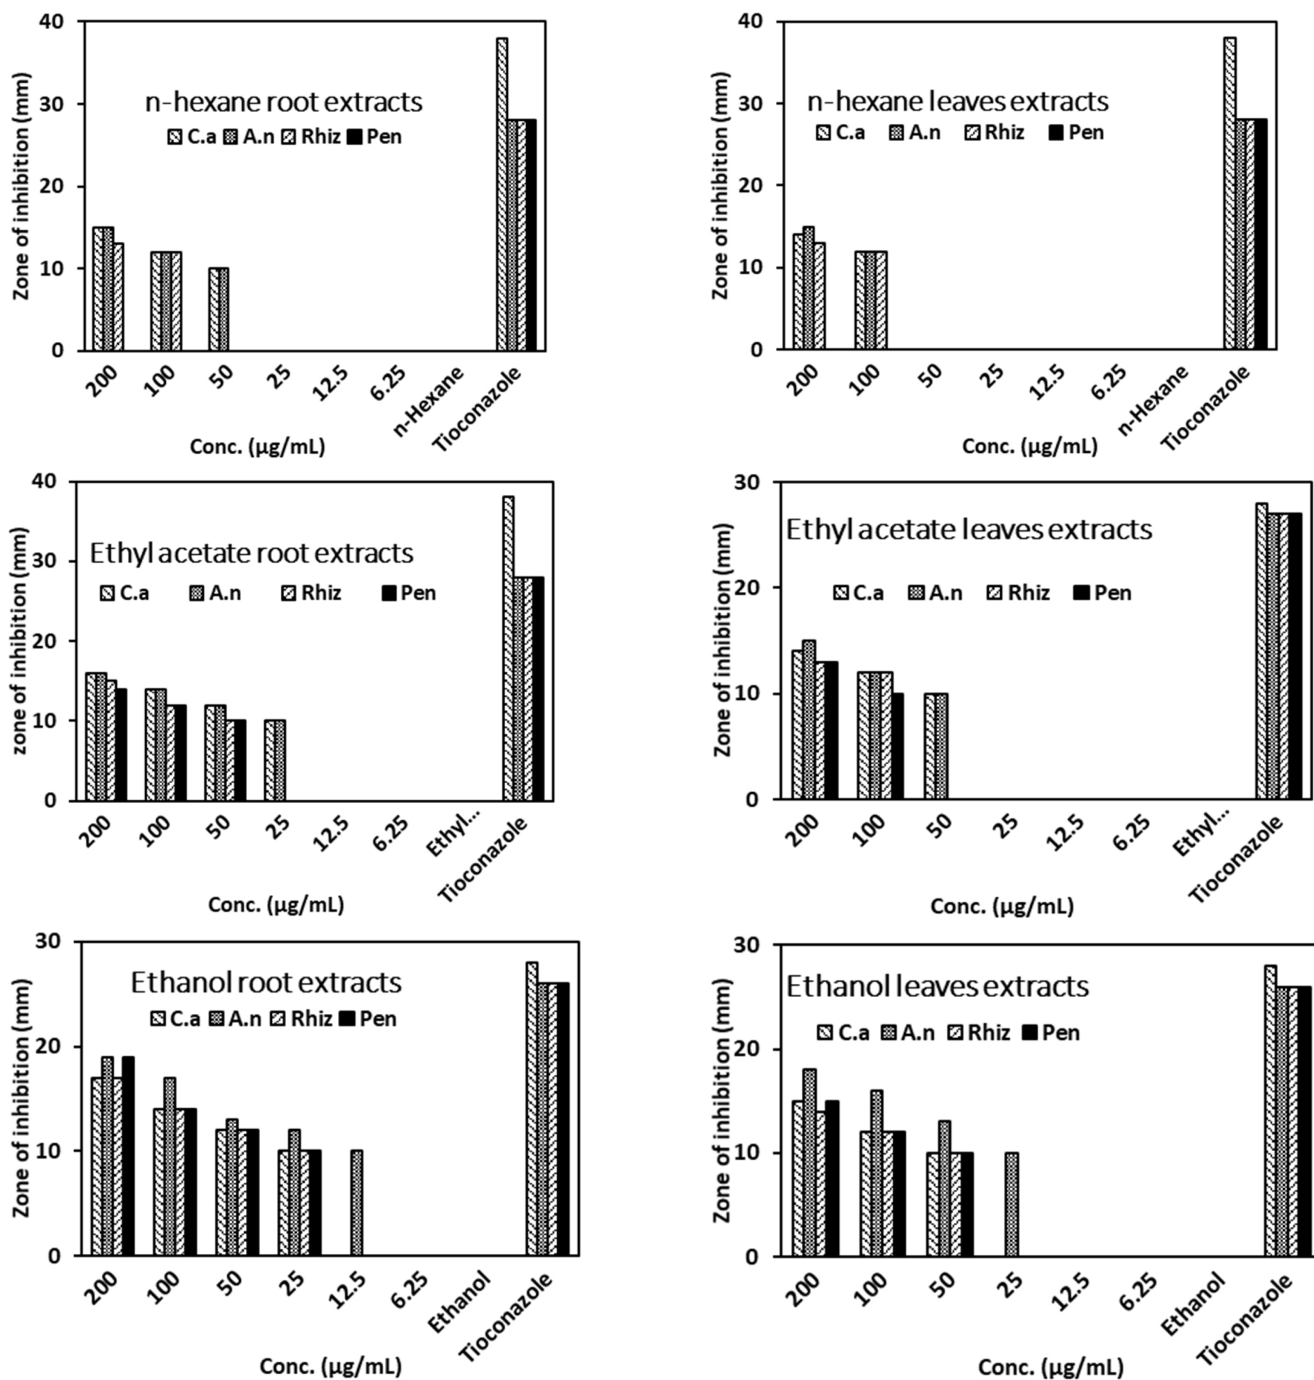 40
30
20
10
0
Zone of inhibition (mm)
n-hexane root extracts
C.a A.n Rhiz Pen
200 100 50 25 12.5 6.25 n-Hexane Tioconazole
Conc. (µg/mL)
40
30
20
10
0
Zone of inhibition (mm)
n-hexane leaves extracts
C.a A.n Rhiz Pen
200 100 50 25 12.5 6.25 n-Hexane Tioconazole
Conc. (µg/mL)
40
30
20
10
0
zone of inhibition (mm)
Ethyl acetate root extracts
C.a A.n Rhiz Pen
200 100 50 25 12.5 6.25 Ethyl... Tioconazole
Conc. (µg/mL)
30
20
10
0
Zone of inhibition (mm)
Ethyl acetate leaves extracts
C.a A.n Rhiz Pen
200 100 50 25 12.5 6.25 Ethyl... Tioconazole
Conc. (µg/mL)
30
20
10
0
Zone of inhibition (mm)
Ethanol root extracts
C.a A.n Rhiz Pen
200 100 50 25 12.5 6.25 Ethanol Tioconazole
Conc. (µg/mL)
30
20
10
0
Zone of inhibition (mm)
Ethanol leaves extracts
C.a A.n Rhiz Pen
200 100 50 25 12.5 6.25 Ethanol Tioconazole
Conc. (µg/mL)